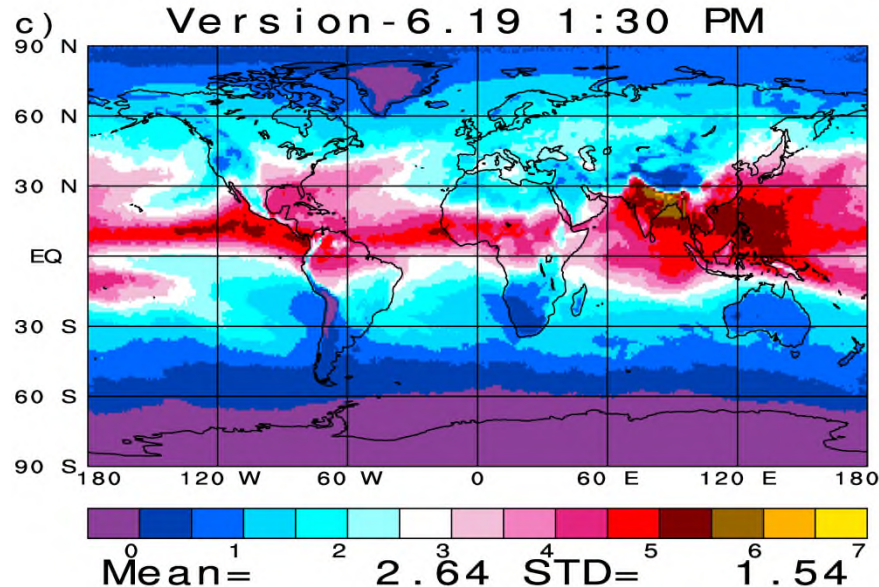 c) Version-6.19 1:30 PM
90 N
60 N
30 N
EQ
30 S
60 S
90 S
180 120 W 60 W 0 60 E 120 E 180
0 1 2 3 4 5 6 7
Mean= 2.64 STD= 1.54